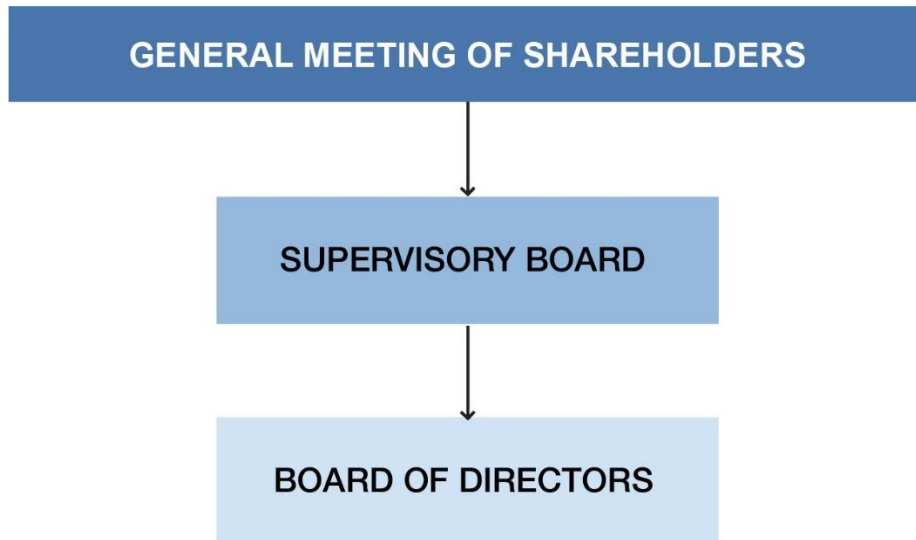 GENERAL MEETING OF SHAREHOLDERS
SUPERVISORY BOARD
BOARD OF DIRECTORS